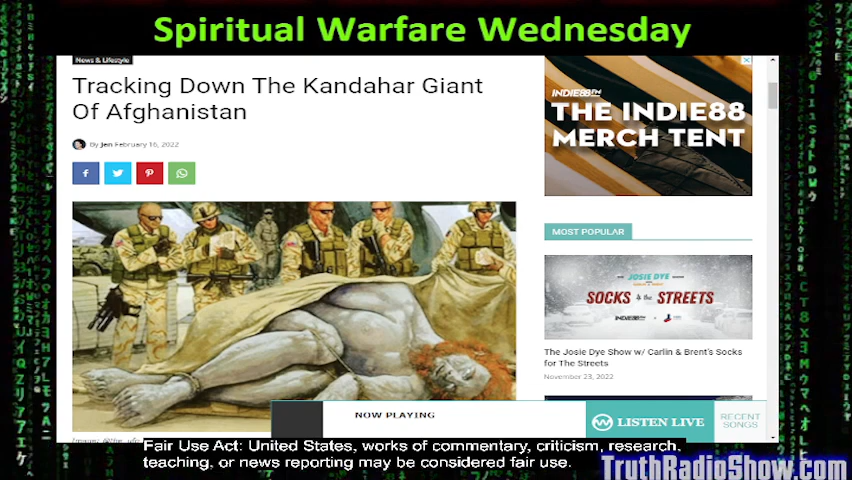 Spiritual Warfare Wednesday
News & Lifestyle
Tracking Down The Kandahar Giant
Of Afghanistan
By Jen February 16, 2022
INDIE88
THE INDIE88
MERCH TENT
MOST POPULAR
JOSIE DYE
SOCKS & the STREETS
INDIE88
The Josie Dye Show w/ Carlin & Brent's Socks
for The Streets
November 23, 2022
NOW PLAYING
LISTEN LIVE
RECENT
SONGS
Fair Use Act: United States, works of commentary, criticism, research,
teaching, or news reporting may be considered fair use.
TruthRadioShow.com